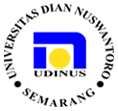 UNIVERSITAS DIAN NUSWANTORO
UDINUS
• SEMARANG •